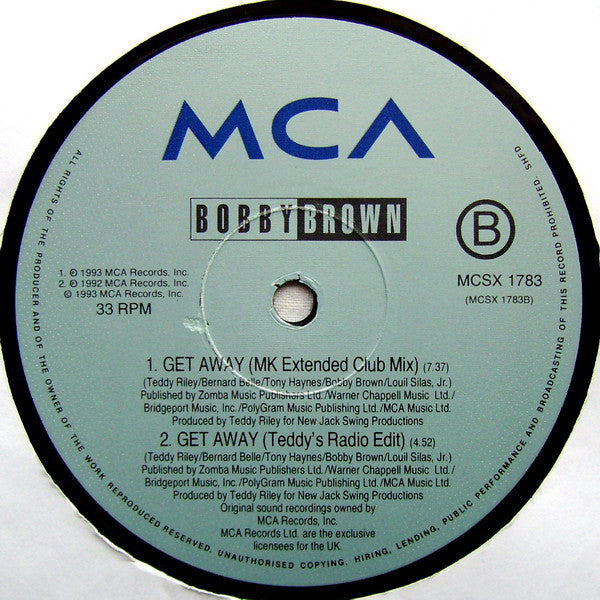 MCA
BOBBY BROWN
B
1. ℗ 1993 MCA Records, Inc.
2. ℗ 1992 MCA Records, Inc.
© 1993 MCA Records, Inc.
33 RPM
MCSX 1783
(MCSX 1783B)
1. GET AWAY (MK Extended Club Mix) (7.37)
(Teddy Riley/Bernard Belle/Tony Haynes/Bobby Brown/Louil Silas, Jr.)
Published by Zomba Music Publishers Ltd./Warner Chappell Music Ltd./
Bridgeport Music, Inc./PolyGram Music Publishing Ltd./MCA Music Ltd.
Produced by Teddy Riley for New Jack Swing Productions
2. GET AWAY (Teddy's Radio Edit) (4.52)
(Teddy Riley/Bernard Belle/Tony Haynes/Bobby Brown/Louil Silas, Jr.)
Published by Zomba Music Publishers Ltd./Warner Chappell Music Ltd./
Bridgeport Music, Inc./PolyGram Music Publishing Ltd./MCA Music Ltd.
Produced by Teddy Riley for New Jack Swing Productions
Original sound recordings owned by
MCA Records, Inc.
MCA Records Ltd. are the exclusive
licensees for the UK.
ALL RIGHTS OF THE PRODUCER AND OF THE OWNER OF THE WORK REPRODUCED RESERVED. UNAUTHORISED COPYING, HIRING, LENDING, PUBLIC PERFORMANCE AND BROADCASTING OF THIS RECORD PROHIBITED. SHFD